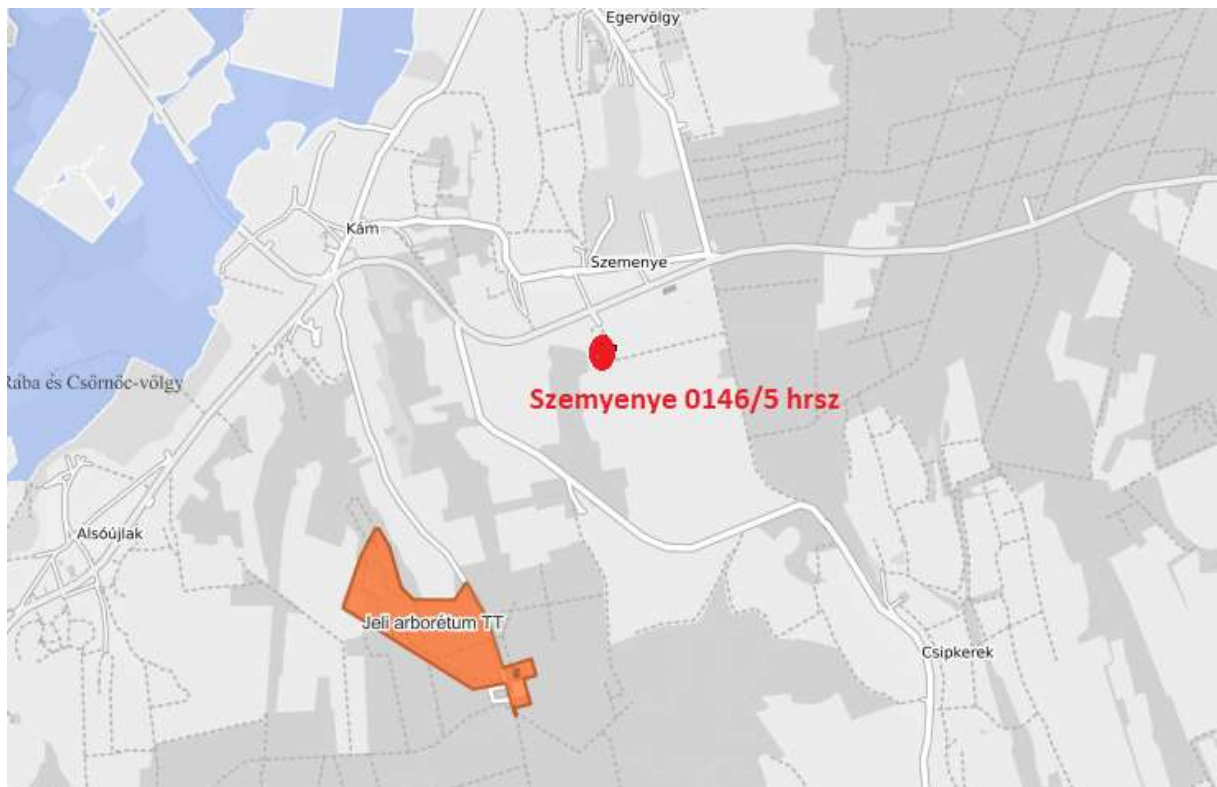 Egervölgy
Kám
Szemenye
Rába és Csörnöc-völgy
Szemyenye 0146/5 hrsz
Alsóújlak
Jeli arborétum TT
Csipkerek